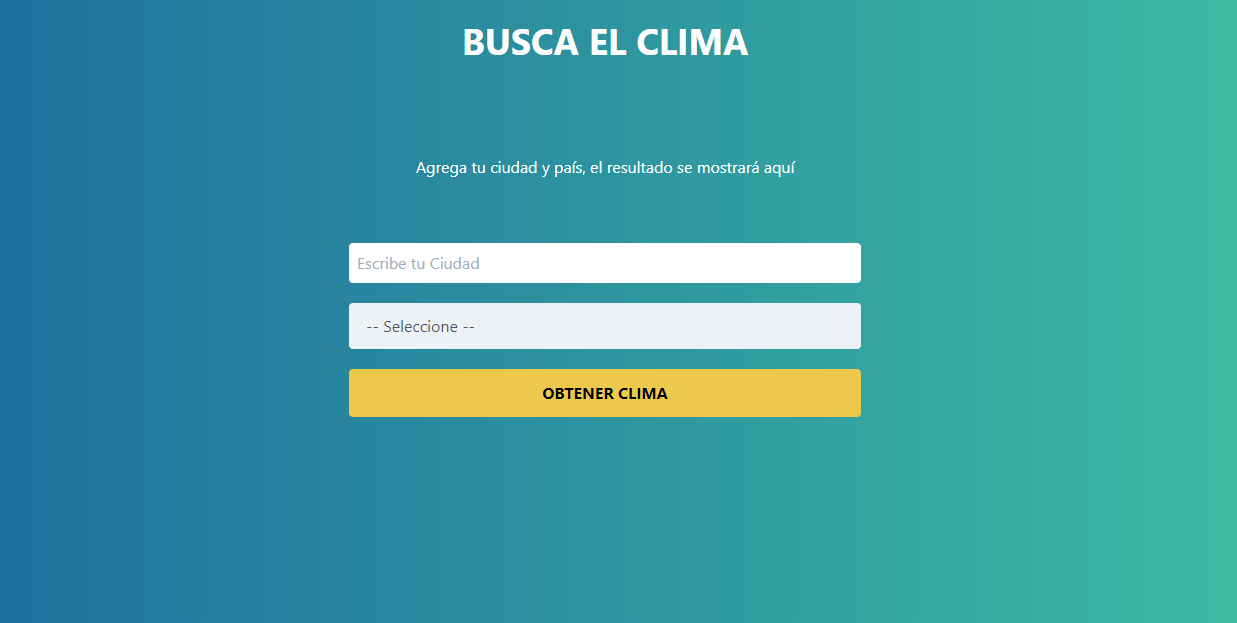 BUSCA EL CLIMA
Agrega tu ciudad y país, el resultado se mostrará aquí
Escribe tu Ciudad
-- Seleccione --
OBTENER CLIMA